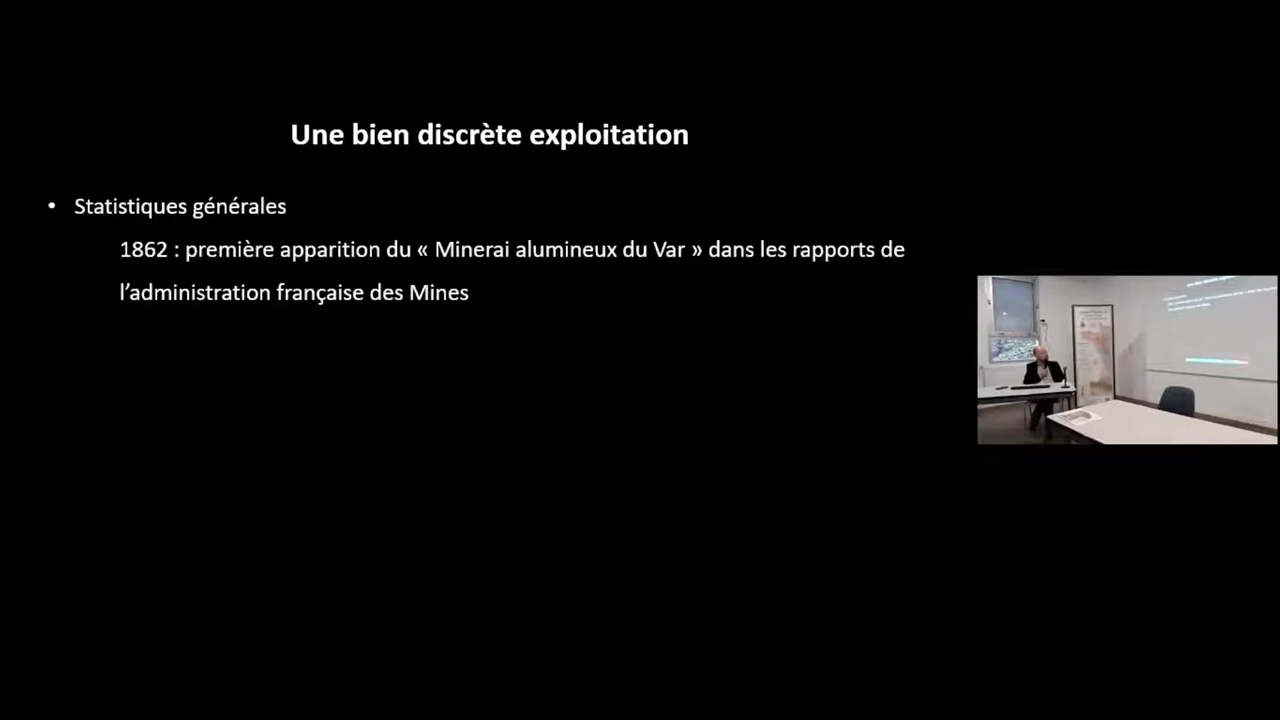 Une bien discrète exploitation
• Statistiques générales
1862 : première apparition du « Minerai alumineux du Var » dans les rapports de
l’administration française des Mines